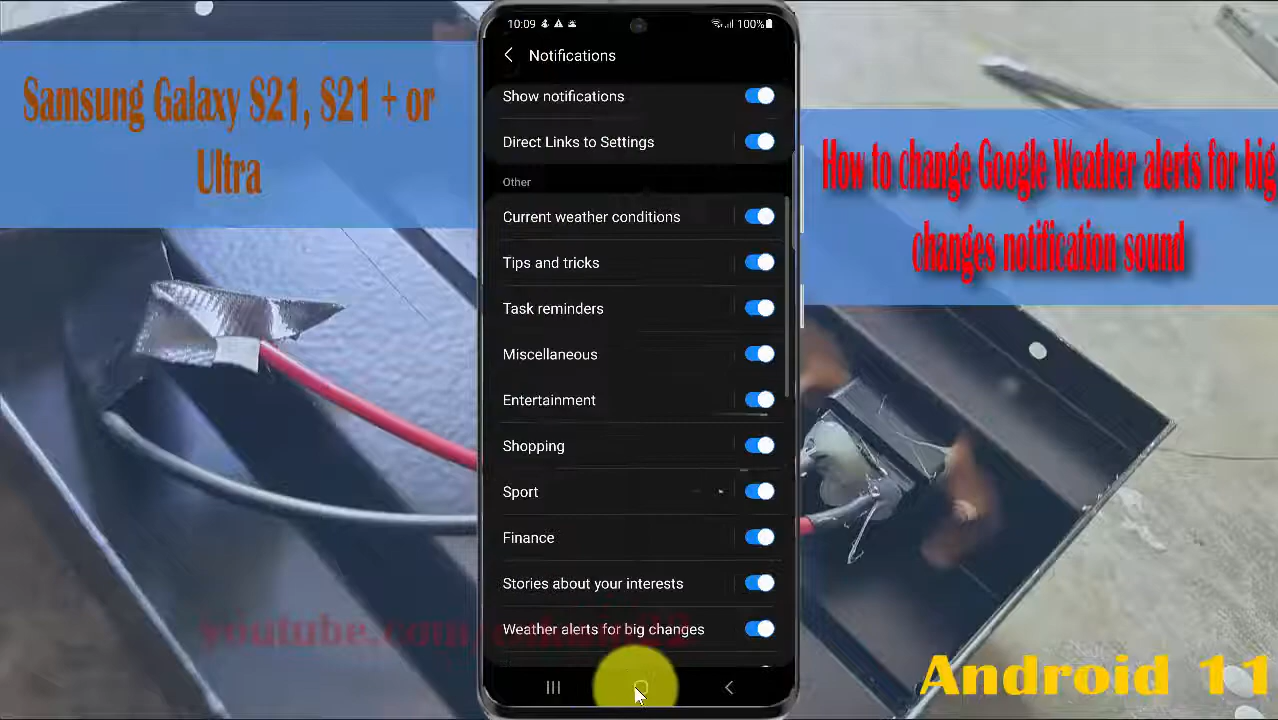 Samsung Galaxy S21, S21 + or
Ultra
10:09
100%
Notifications
Show notifications
Direct Links to Settings
Other
Current weather conditions
Tips and tricks
Task reminders
Miscellaneous
Entertainment
Shopping
Sport
Finance
Stories about your interests
Weather alerts for big changes
How to change Google Weather alerts for big
changes notification sound
youtube.com/
Android 11